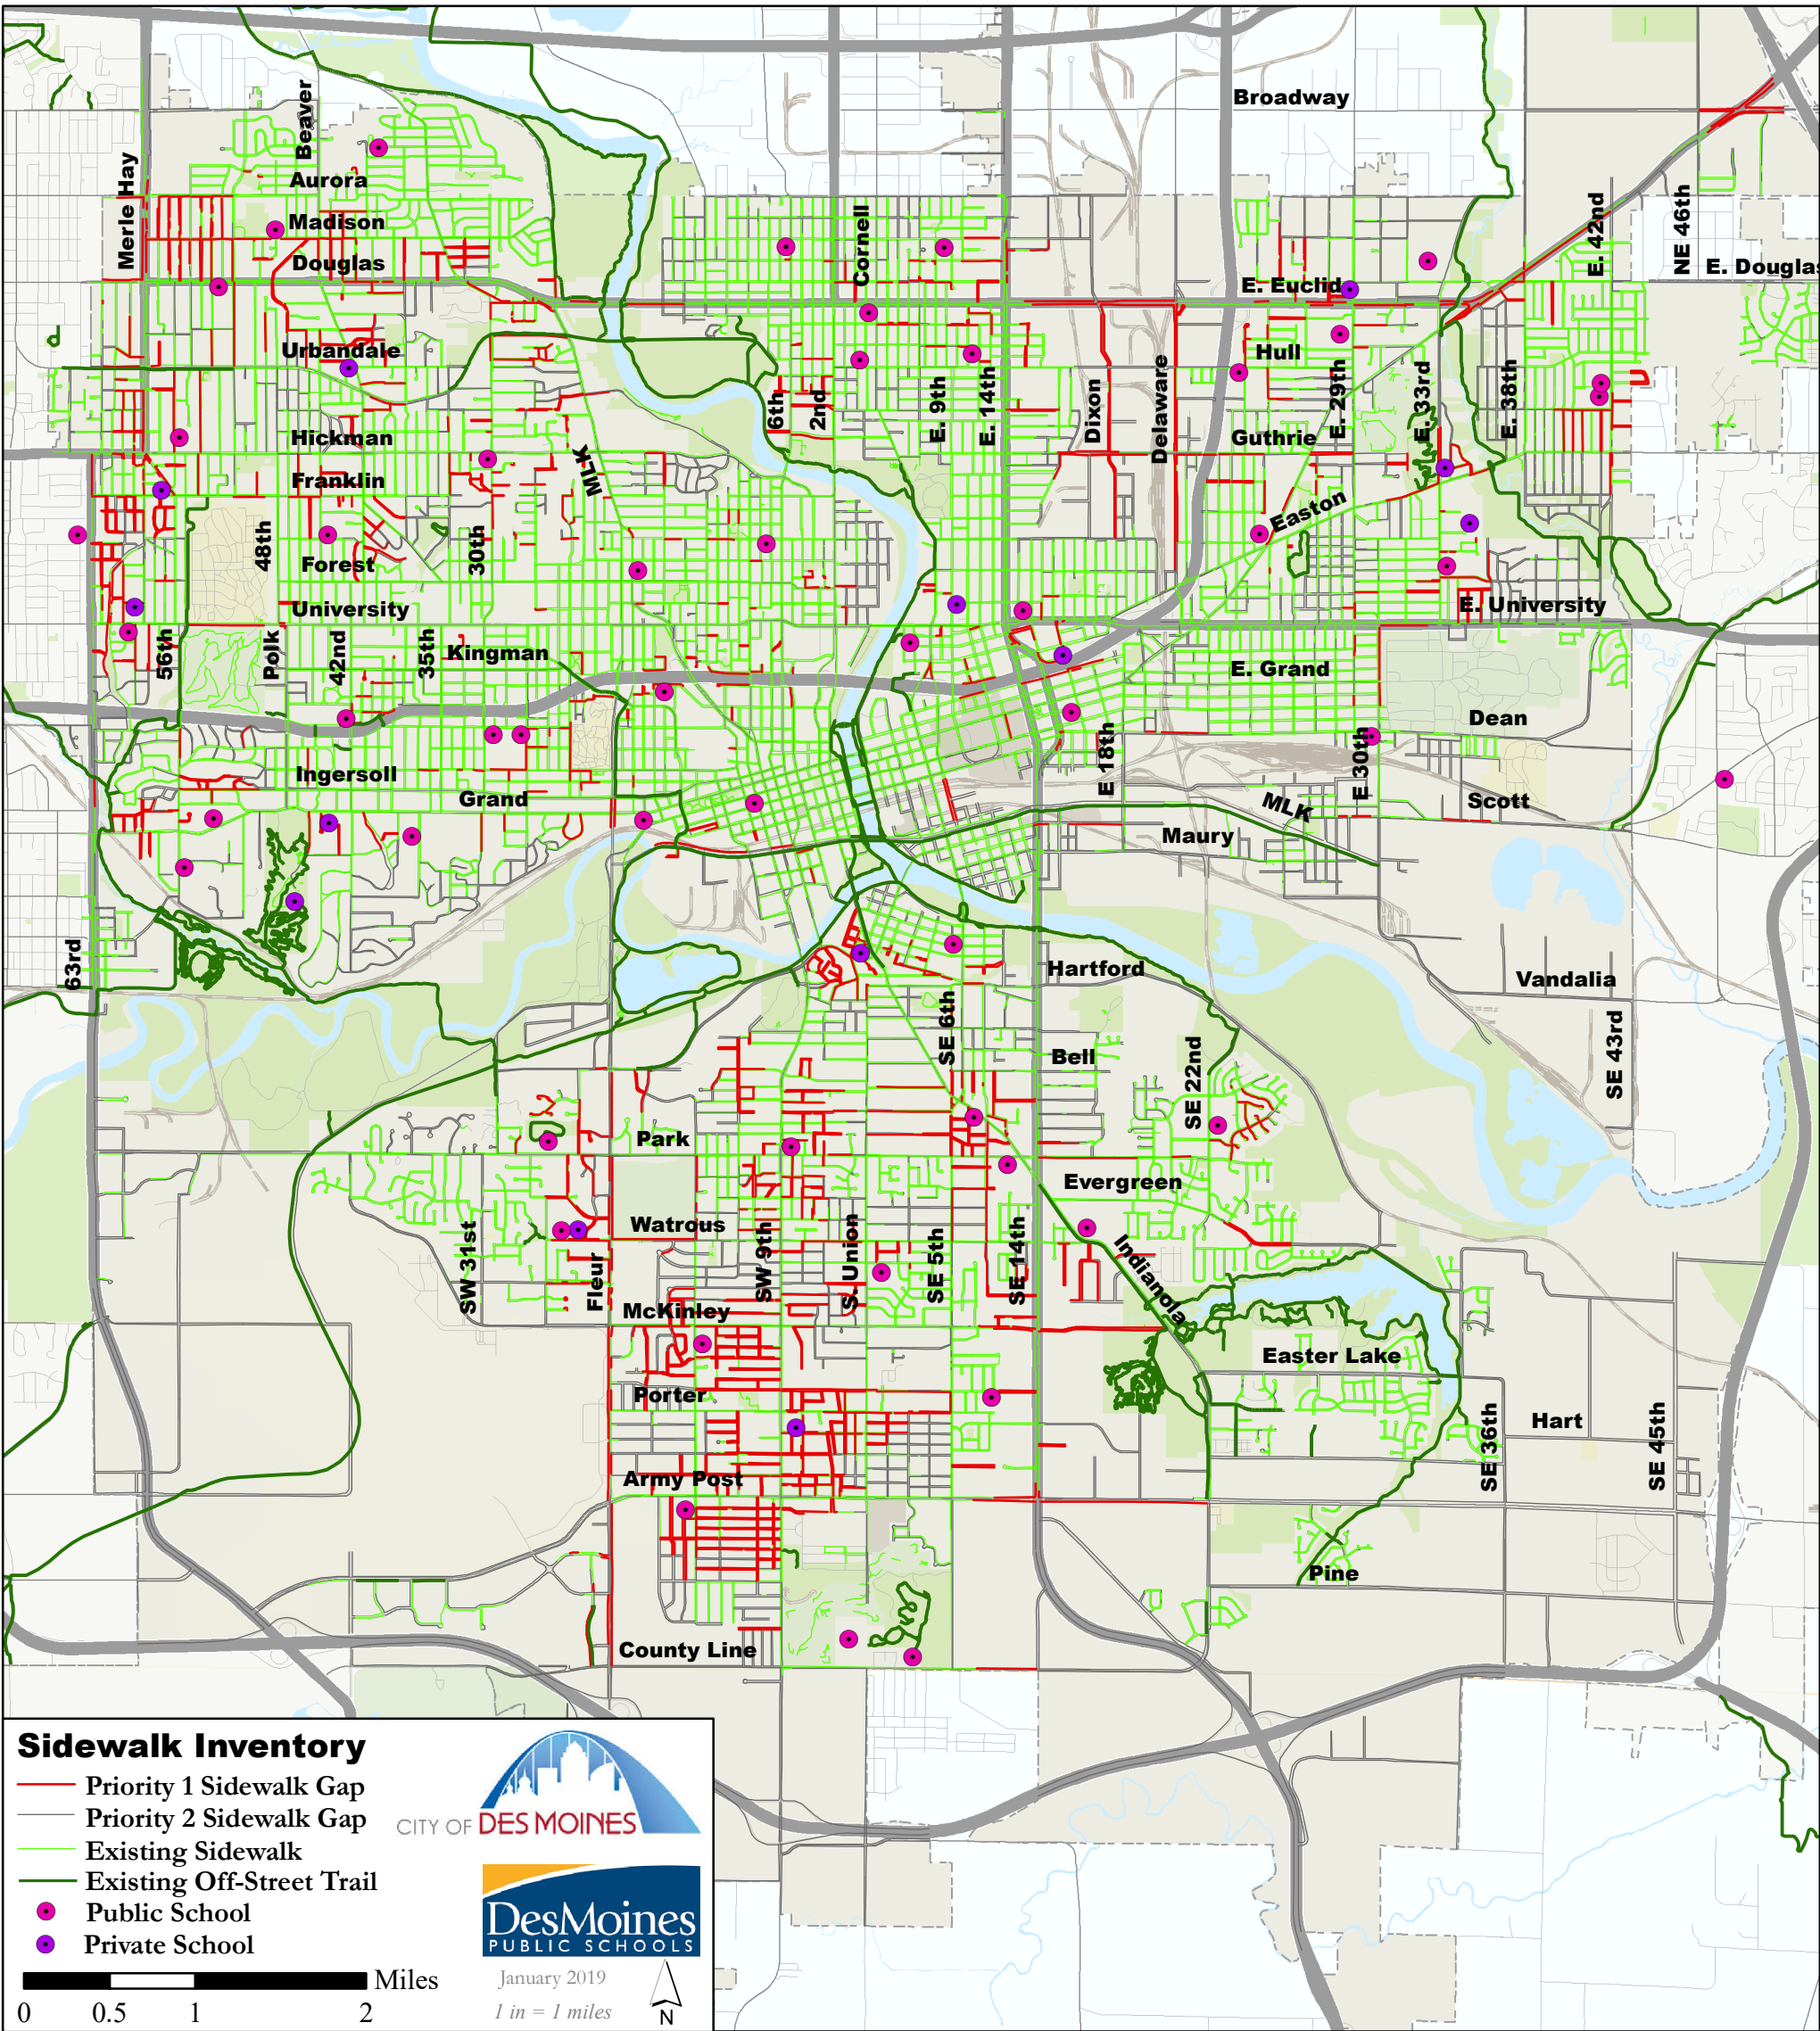 Broadway
Beaver
Aurora
Merle Hay
Madison
Douglas
Cornell
E. 42nd
NE 46th
E. Douglas
E. Euclid
Urbandale
Hull
6th
2nd
E. 9th
E. 14th
Dixon
Delaware
E. 29th
E. 33rd
E. 38th
Hickman
Guthrie
MLK
Franklin
Easton
48th
30th
Forest
University
E. University
56th
Polk
42nd
35th
Kingman
E. Grand
Dean
E 18th
E 30th
Ingersoll
Grand
MLK
Scott
Maury
63rd
Hartford
Vandalia
SE 6th
Bell
SE 22nd
SE 43rd
Park
Evergreen
Watrous
SW 31st
Fleur
SW 9th
S. Union
SE 5th
SE 14th
Indianola
McKinley
Easter Lake
Porter
SE 36th
Hart
SE 45th
Army Post
Pine
County Line
Sidewalk Inventory
Priority 1 Sidewalk Gap
Priority 2 Sidewalk Gap
Existing Sidewalk
Existing Off-Street Trail
Public School
Private School
Miles
0 0.5 1 2
CITY OF DES MOINES
DesMoines
PUBLIC SCHOOLS
January 2019
1 in = 1 miles
N